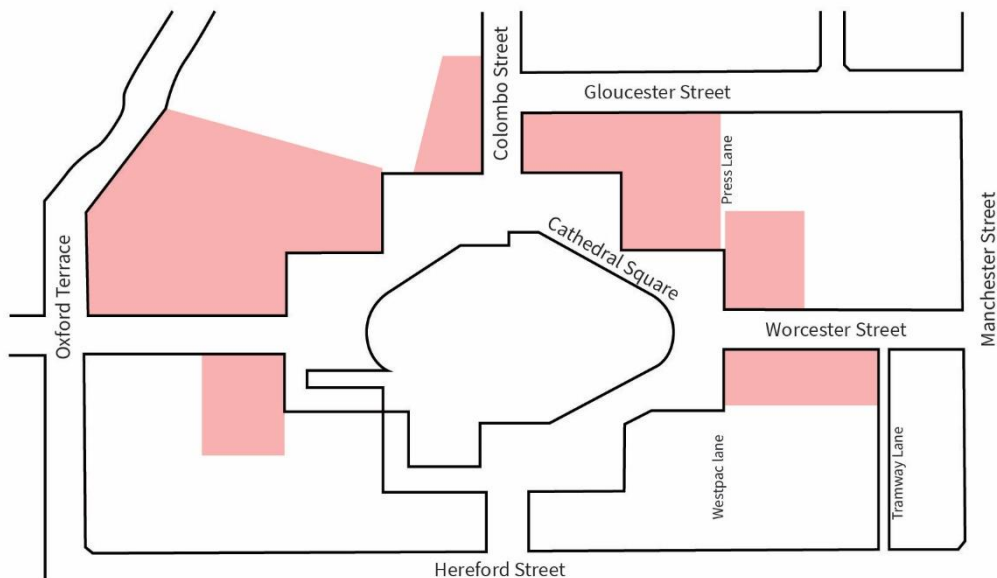 Colombo Street
Gloucester Street
Press Lane
Cathedral Square
Manchester Street
Oxford Terrace
Worcester Street
Westpac lane
Tramway Lane
Hereford Street